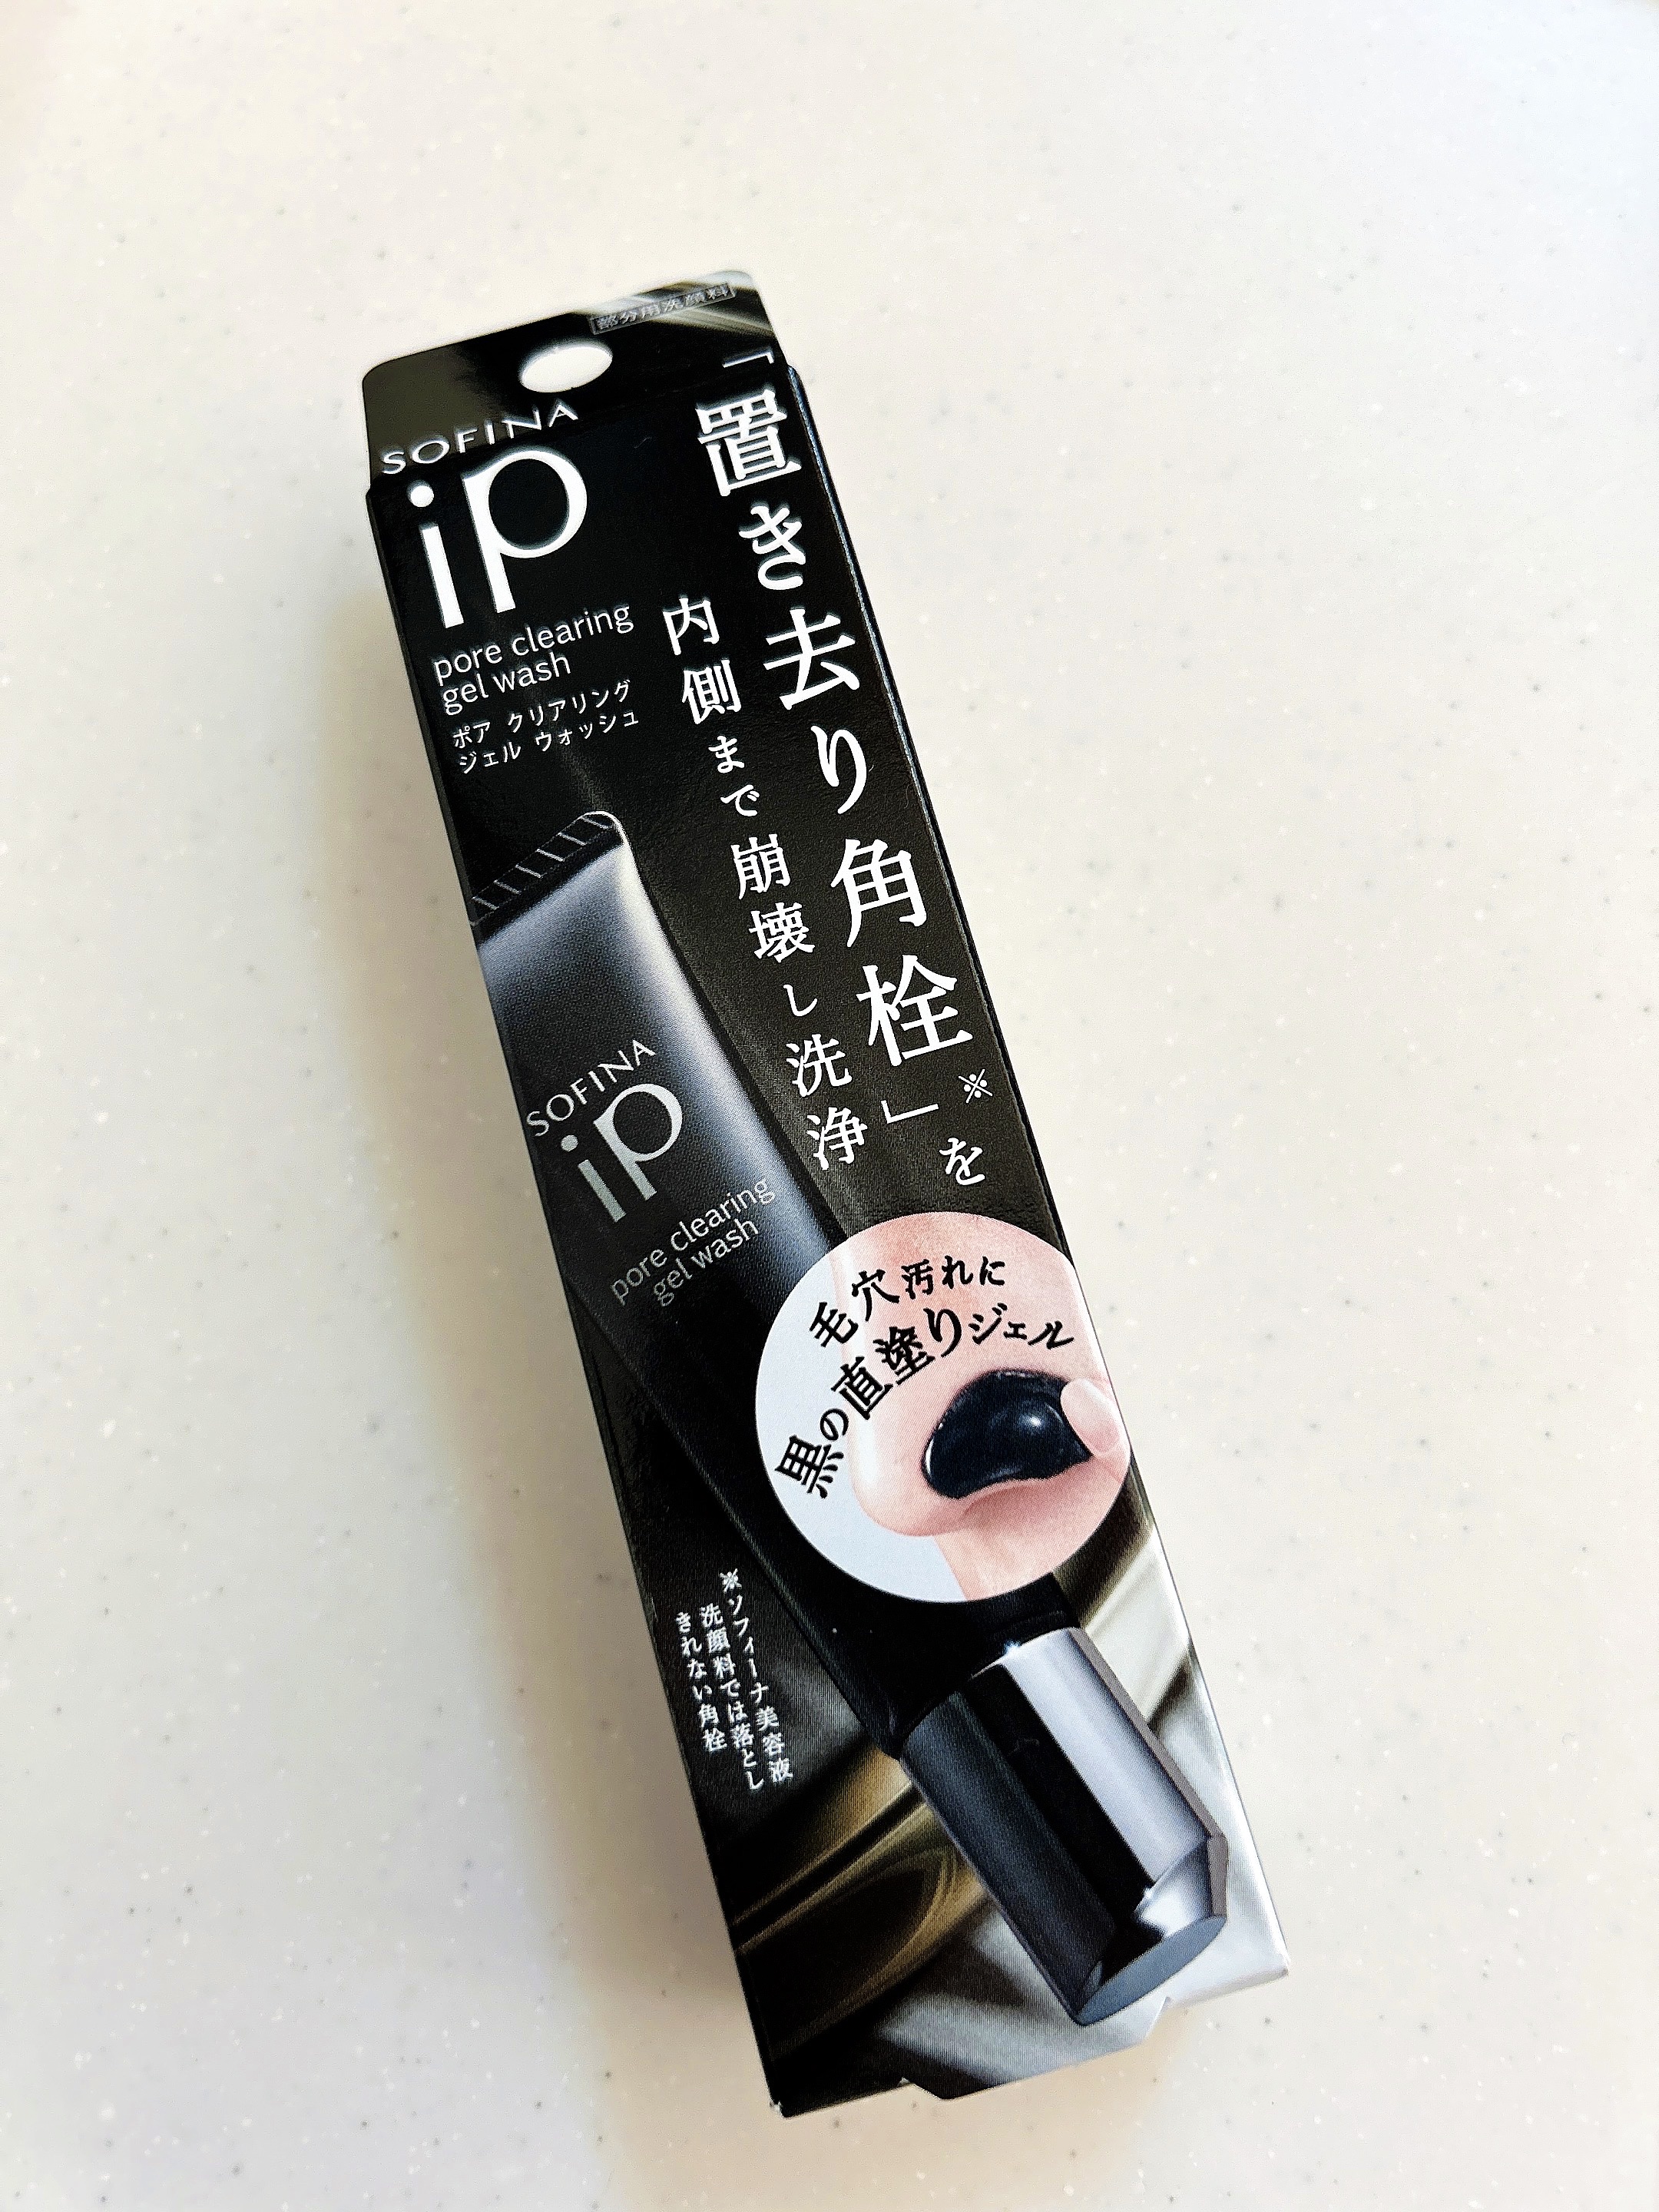 部分用洗顔料
SOFINA
ip
pore clearing
gel wash
ポア クリアリング
ジェル ウォッシュ
「置き去り角栓」※を
内側まで崩壊し洗浄
SOFINA
ip
pore clearing
gel wash
毛穴汚れに
黒の直塗りジェル
※ソフィーナ美容液
洗顔料では落とし
きれない角栓